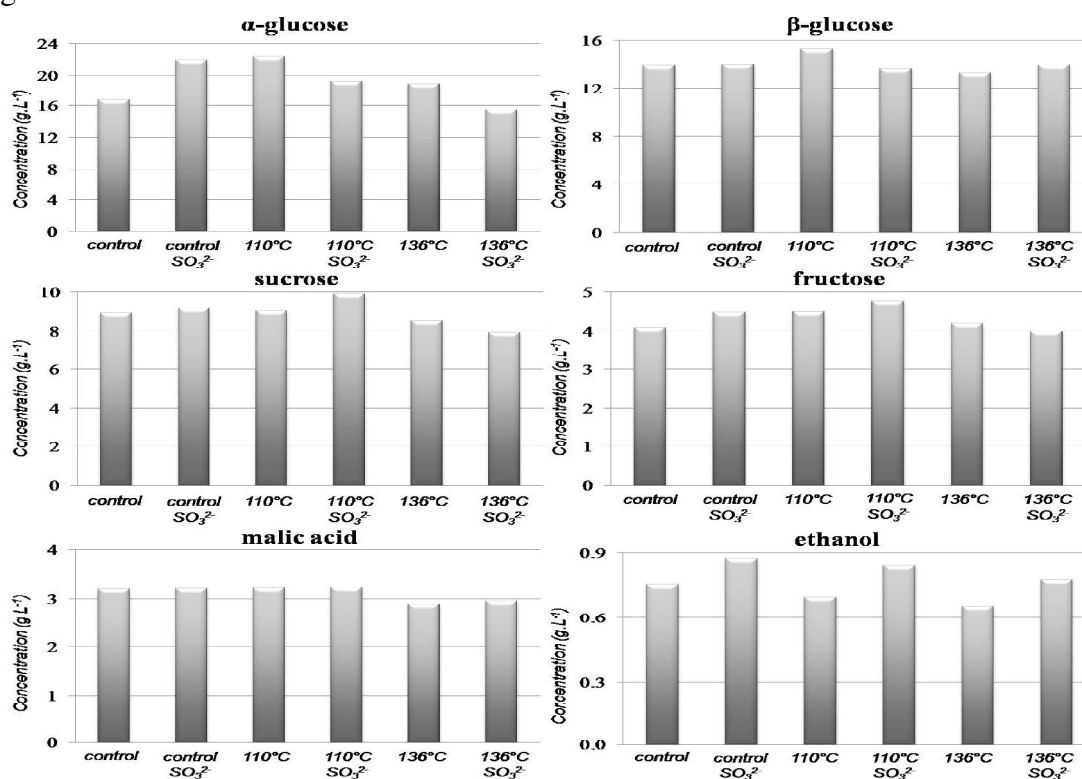 α-glucose
Concentration (g.L⁻¹)
24
20
16
12
8
4
0
control
control SO₃²⁻
110°C
110°C SO₃²⁻
136°C
136°C SO₃²⁻
β-glucose
Concentration (g.L⁻¹)
16
12
8
4
0
control
control SO₃²⁻
110°C
110°C SO₃²⁻
136°C
136°C SO₃²⁻
sucrose
Concentration (g.L⁻¹)
10
8
6
4
2
0
control
control SO₃²⁻
110°C
110°C SO₃²⁻
136°C
136°C SO₃²⁻
fructose
Concentration (g.L⁻¹)
5
4
3
2
1
0
control
control SO₃²⁻
110°C
110°C SO₃²⁻
136°C
136°C SO₃²⁻
malic acid
Concentration (g.L⁻¹)
4
3
2
1
0
control
control SO₃²⁻
110°C
110°C SO₃²⁻
136°C
136°C SO₃²⁻
ethanol
Concentration (g.L⁻¹)
0.9
0.6
0.3
0.0
control
control SO₃²⁻
110°C
110°C SO₃²⁻
136°C
136°C SO₃²⁻